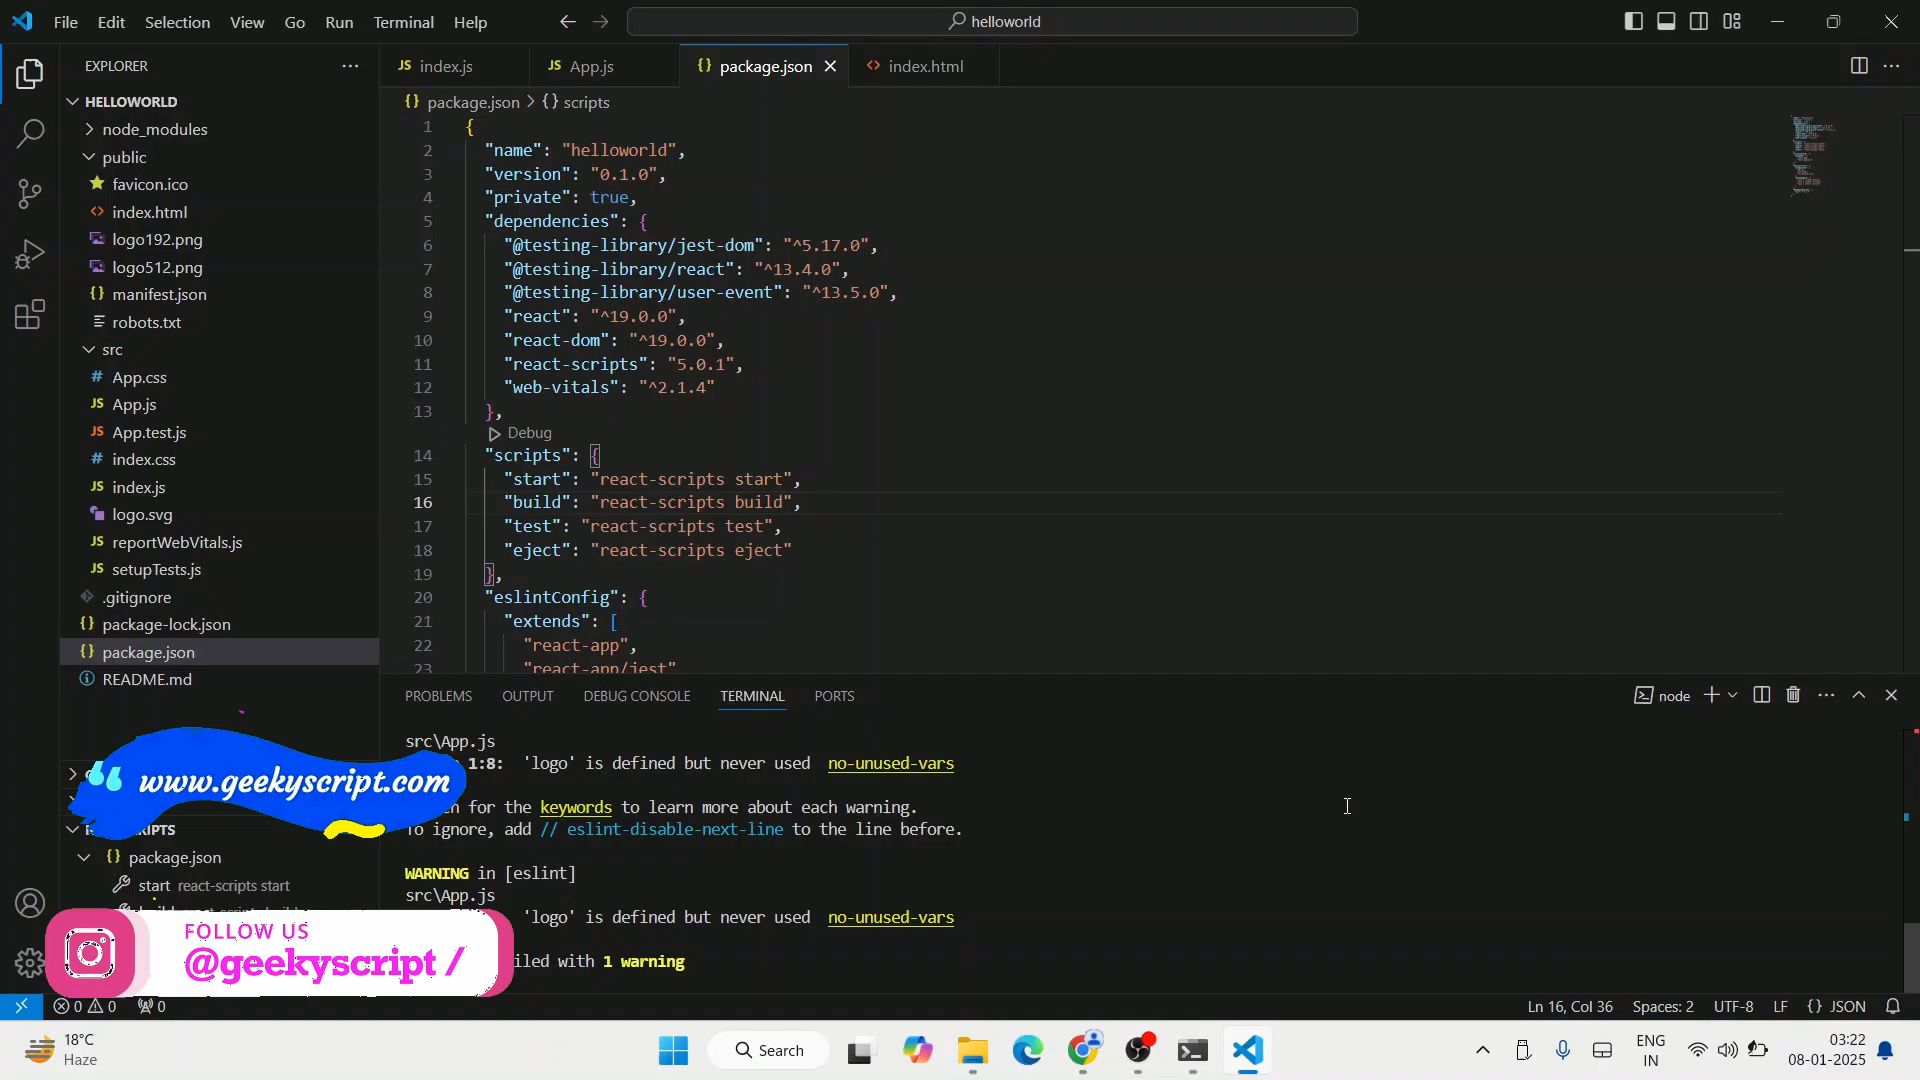 File Edit Selection View Go Run Terminal Help
helloworld
EXPLORER
HELLOWORLD
node_modules
public
favicon.ico
index.html
logo192.png
logo512.png
manifest.json
robots.txt
src
App.css
App.js
App.test.js
index.css
index.js
logo.svg
reportWebVitals.js
setupTests.js
.gitignore
package-lock.json
package.json
README.md
www.geekyscript.com
package.json
start react-scripts start
FOLLOW US
@geekyscript /
JS index.js
JS App.js
{} package.json
<> index.html
{} package.json > {} scripts
1 {
2 "name": "helloworld",
3 "version": "0.1.0",
4 "private": true,
5 "dependencies": {
6 "@testing-library/jest-dom": "^5.17.0",
7 "@testing-library/react": "^13.4.0",
8 "@testing-library/user-event": "^13.5.0",
9 "react": "^19.0.0",
10 "react-dom": "^19.0.0",
11 "react-scripts": "5.0.1",
12 "web-vitals": "^2.1.4"
13 },
Debug
14 "scripts": {
15 "start": "react-scripts start",
16 "build": "react-scripts build",
17 "test": "react-scripts test",
18 "eject": "react-scripts eject"
19 },
20 "eslintConfig": {
21 "extends": [
22 "react-app",
23 "react-app/jest"
PROBLEMS OUTPUT DEBUG CONSOLE TERMINAL PORTS
node
src\App.js
1:8: 'logo' is defined but never used no-unused-vars
for the keywords to learn more about each warning.
To ignore, add // eslint-disable-next-line to the line before.
WARNING in [eslint]
src\App.js
'logo' is defined but never used no-unused-vars
iled with 1 warning
0 0 0
Ln 16, Col 36 Spaces: 2 UTF-8 LF {} JSON
18°C
Haze
Search
ENG
IN
03:22
08-01-2025